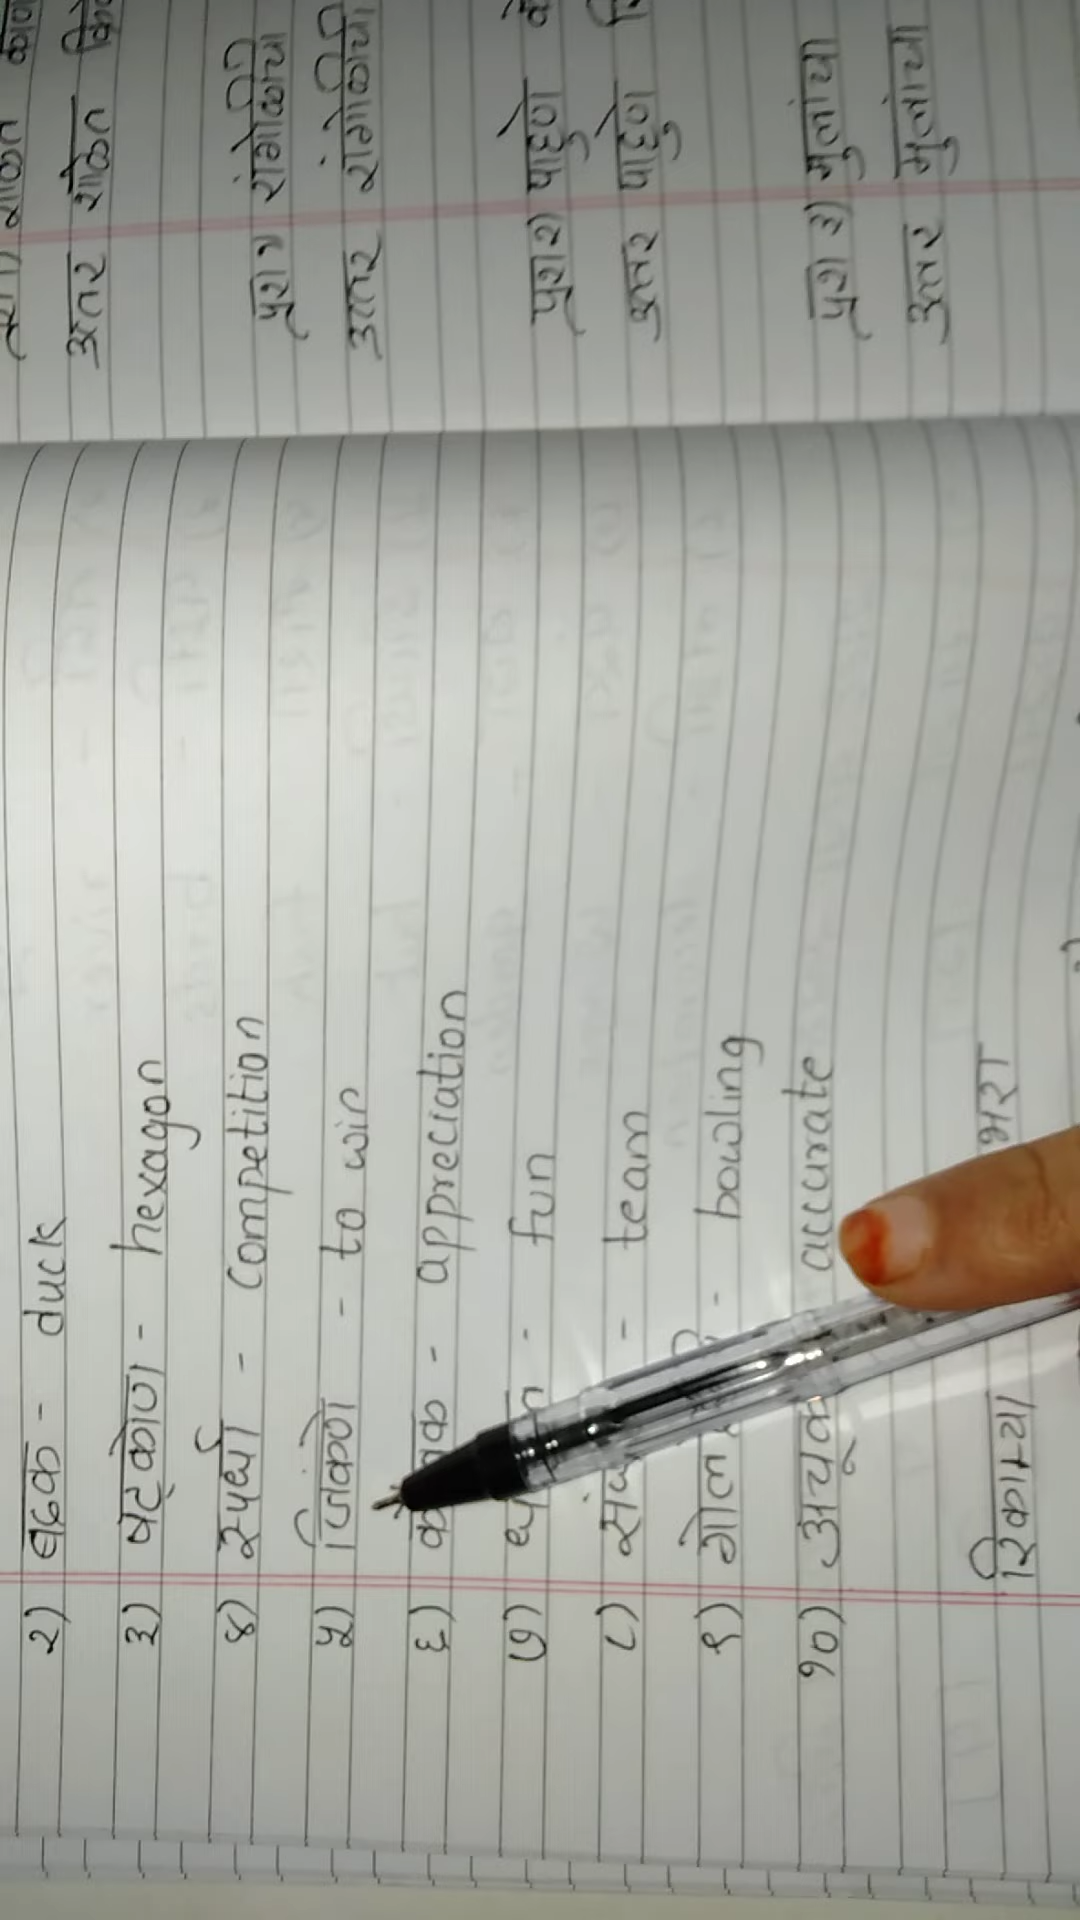 २) बदक - duck
३) षट्कोण - hexagon
४) स्पर्धा - Competition
५) जिंकणे - to win
६) - appreciation
७) - fun
८) - team
९) - bowling
१०) अचूक accurate
रिकाम्या भरा
उत्तर शाळेत
प्रश्न १ रांगोळीची
उत्तर रांगोळीची
प्रश्न २ पाहुणे
उत्तर पाहुणे
प्रश्न ३ मुलांचा
उत्तर मुलांचा